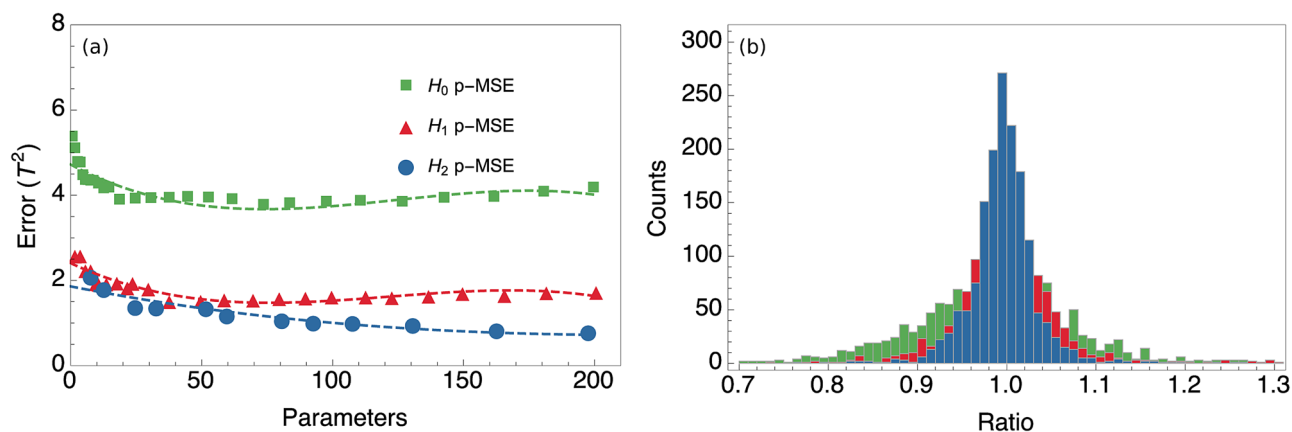 (a)
Error (T²)
8
6
4
2
0
H₀ p−MSE
H₁ p−MSE
H₂ p−MSE
0 50 100 150 200
Parameters
(b)
Counts
300
250
200
150
100
50
0
0.7 0.8 0.9 1.0 1.1 1.2 1.3
Ratio